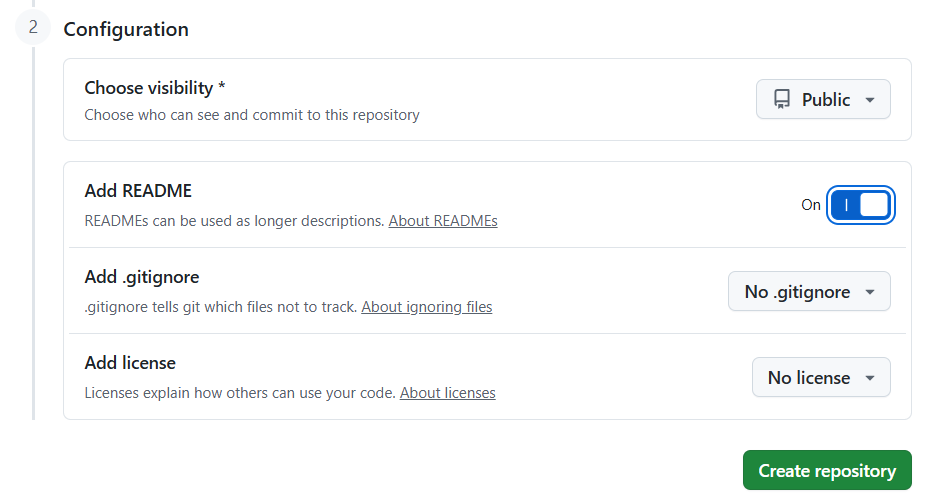 2
Configuration
Choose visibility *
Choose who can see and commit to this repository
Public
Add README
READMEs can be used as longer descriptions. About READMEs
On
Add .gitignore
.gitignore tells git which files not to track. About ignoring files
No .gitignore
Add license
Licenses explain how others can use your code. About licenses
No license
Create repository